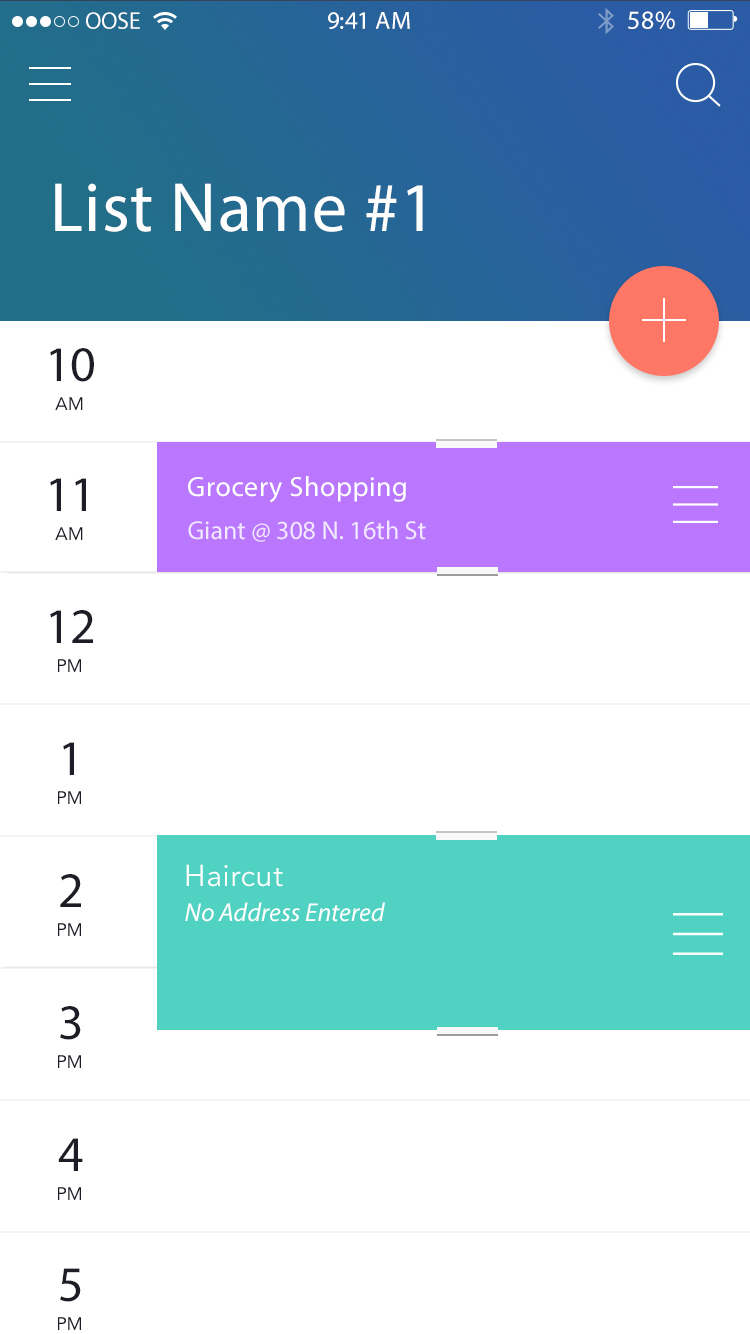 OOSE 9:41 AM 58%
List Name #1
10
AM
11
AM
Grocery Shopping
Giant @ 308 N. 16th St
12
PM
1
PM
2
PM
Haircut
No Address Entered
3
PM
4
PM
5
PM